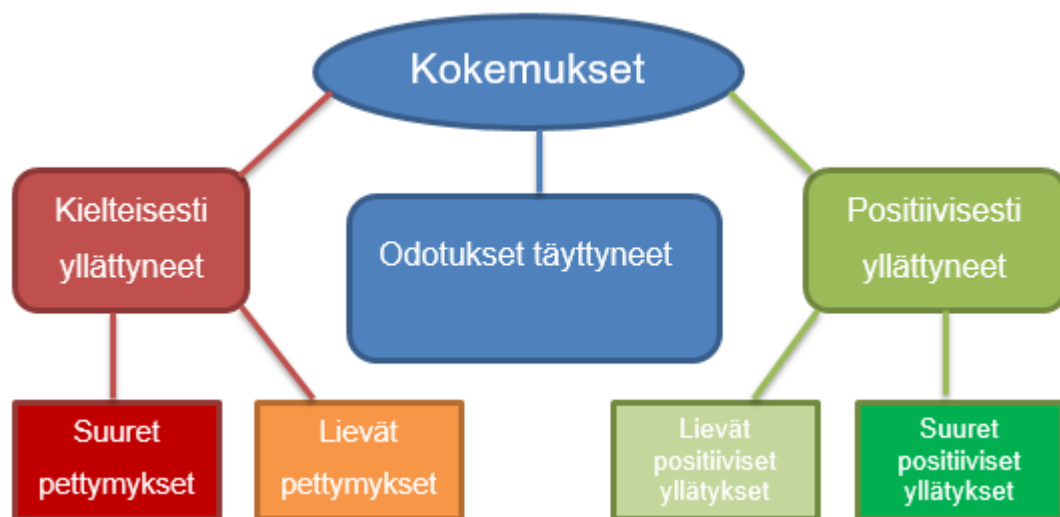 Kokemukset
Kielteisesti
yllättyneet
Odotukset täyttyneet
Positiivisesti
yllättyneet
Suuret
pettymykset
Lievät
pettymykset
Lievät
positiiviset
yllätykset
Suuret
positiiviset
yllätykset